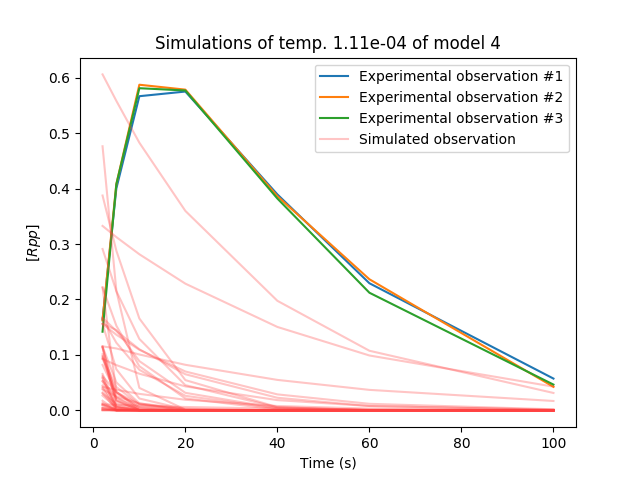 Simulations of temp. 1.11e-04 of model 4
Experimental observation #1
Experimental observation #2
Experimental observation #3
Simulated observation
[Rpp]
0.6
0.5
0.4
0.3
0.2
0.1
0.0
0 20 40 60 80 100
Time (s)